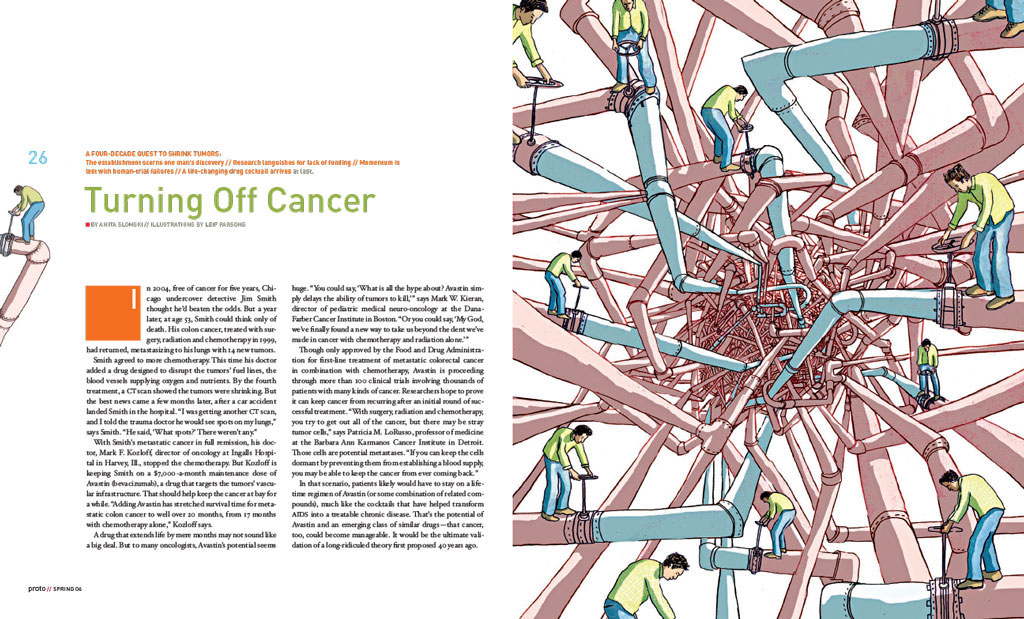 26
A FOUR-DECADE QUEST TO SHRINK TUMORS:
The establishment scorns one man's discovery // Research languishes for lack of funding // Momentum is
lost with human-trial failures // A life-changing drug cocktail arrives at last.
Turning Off Cancer
BY ANITA SLOMSKI // ILLUSTRATIONS BY LEIF PARSONS
In 2004, free of cancer for five years, Chi-
cago undercover detective Jim Smith
thought he'd beaten the odds. But a year
later, at age 53, Smith could think only of
death. His colon cancer, treated with sur-
gery, radiation and chemotherapy in 1999,
had returned, metastasizing to his lungs with 14 new tumors.
Smith agreed to more chemotherapy. This time his doctor
added a drug designed to disrupt the tumors' fuel lines, the
blood vessels supplying oxygen and nutrients. By the fourth
treatment, a CT scan showed the tumors were shrinking. But
the best news came a few months later, after a car accident
landed Smith in the hospital. "I was getting another CT scan,
and I told the trauma doctor he would see spots on my lungs,"
says Smith. "He said, 'What spots?' There weren't any."
With Smith's metastatic cancer in full remission, his doc-
tor, Mark F. Kozloff, director of oncology at Ingalls Hospi-
tal in Harvey, Ill., stopped the chemotherapy. But Kozloff is
keeping Smith on a $7,000-a-month maintenance dose of
Avastin (bevacizumab), a drug that targets the tumors' vascu-
lar infrastructure. That should help keep the cancer at bay for
a while. "Adding Avastin has stretched survival time for meta-
static colon cancer to well over 20 months, from 17 months
with chemotherapy alone," Kozloff says.
A drug that extends life by mere months may not sound like
a big deal. But to many oncologists, Avastin's potential seems
huge. "You could say, 'What is all the hype about? Avastin sim-
ply delays the ability of tumors to kill,'" says Mark W. Kieran,
director of pediatric medical neuro-oncology at the Dana-
Farber Cancer Institute in Boston. "Or you could say, 'My God,
we've finally found a new way to take us beyond the dent we've
made in cancer with chemotherapy and radiation alone.'"
Though only approved by the Food and Drug Administra-
tion for first-line treatment of metastatic colorectal cancer
in combination with chemotherapy, Avastin is proceeding
through more than 100 clinical trials involving thousands of
patients with many kinds of cancer. Researchers hope to prove
it can keep cancer from recurring after an initial round of suc-
cessful treatment. "With surgery, radiation and chemotherapy,
you try to get out all of the cancer, but there may be stray
tumor cells," says Patricia M. LoRusso, professor of medicine
at the Barbara Ann Karmanos Cancer Institute in Detroit.
Those cells are potential metastases. "If you can keep the cells
dormant by preventing them from establishing a blood supply,
you may be able to keep the cancer from ever coming back."
In that scenario, patients likely would have to stay on a life-
time regimen of Avastin (or some combination of related com-
pounds), much like the cocktails that have helped transform
AIDS into a treatable chronic disease. That's the potential of
Avastin and an emerging class of similar drugs—that cancer,
too, could become manageable. It would be the ultimate vali-
dation of a long-ridiculed theory first proposed 40 years ago.
proto // SPRING 06